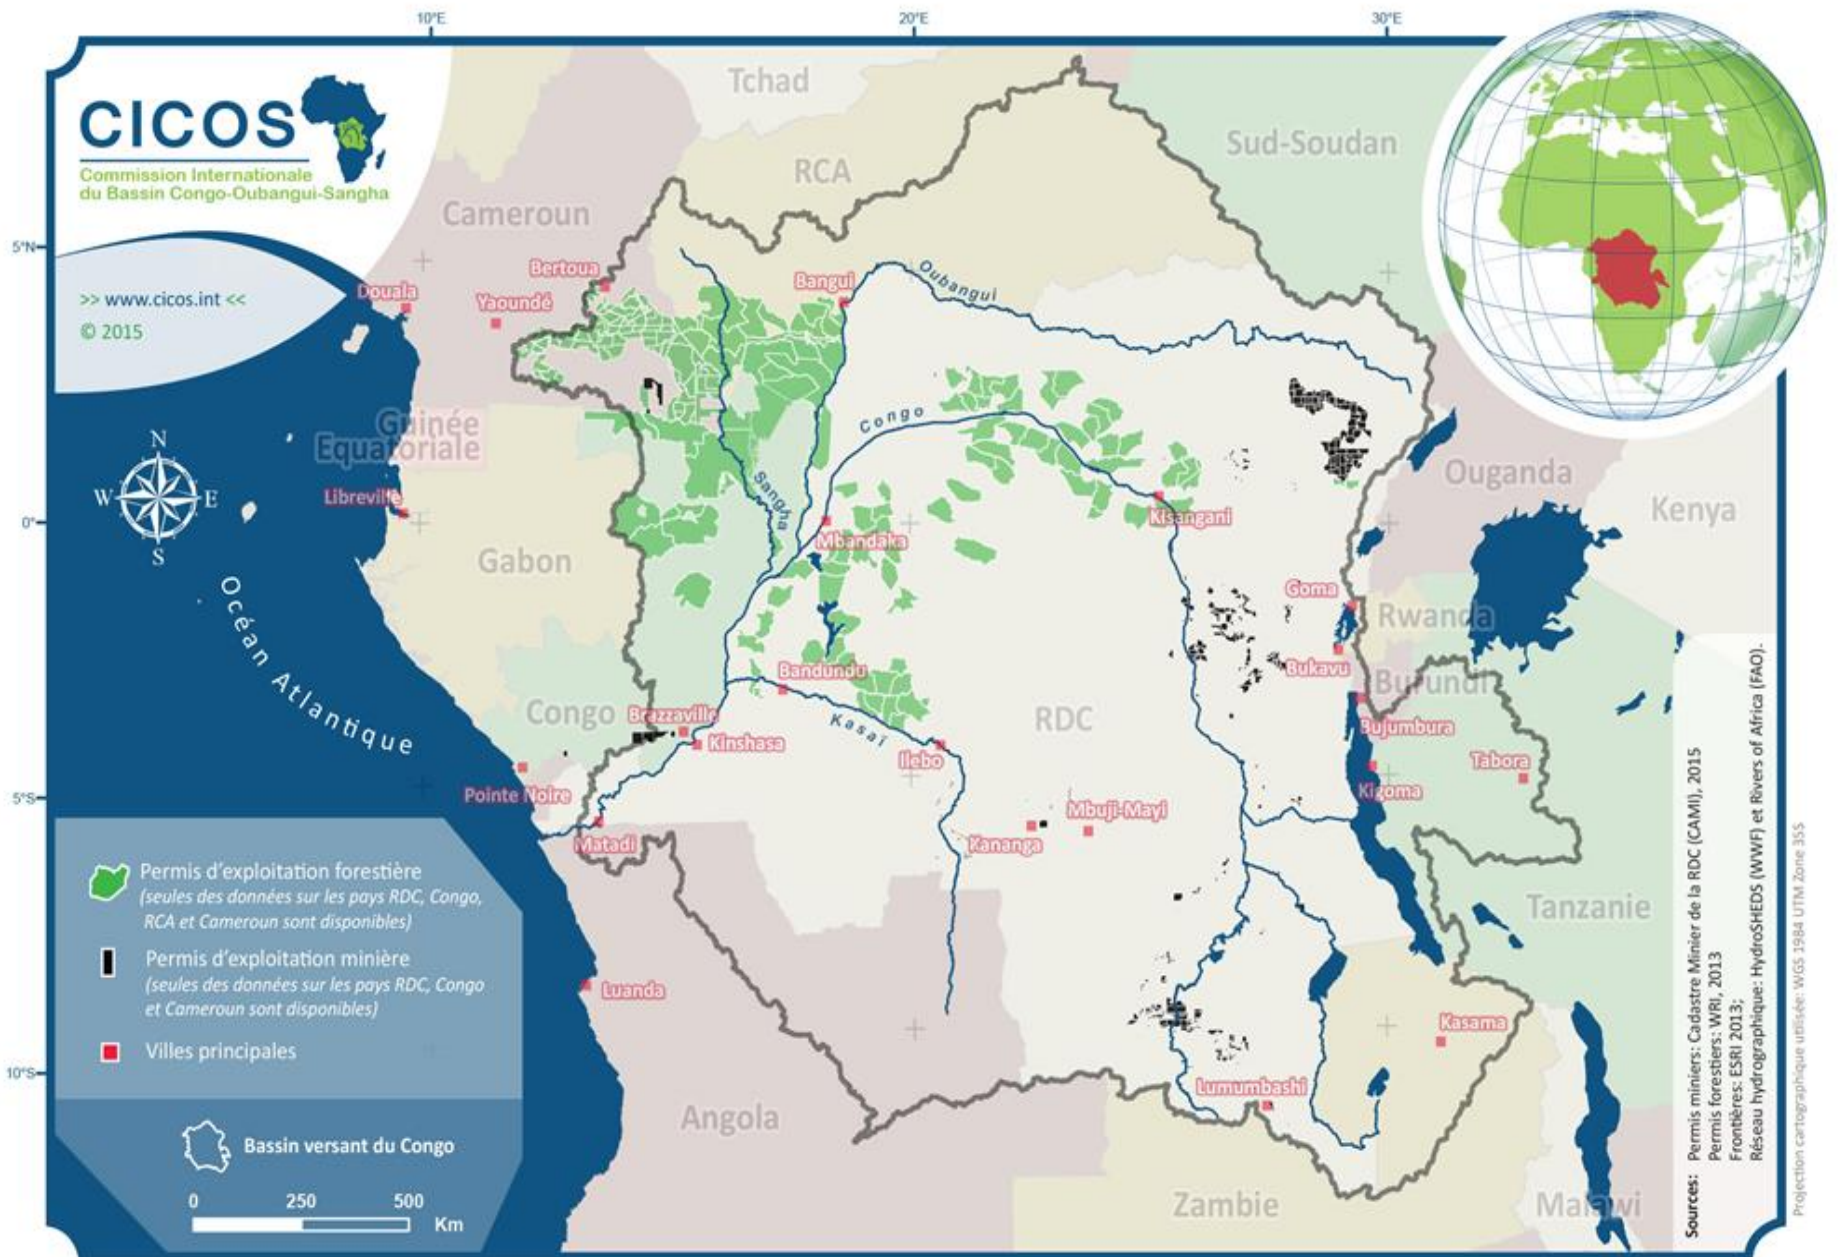 10°E
20°E
30°E
CICOS
Commission Internationale
du Bassin Congo-Oubangui-Sangha
>> www.cicos.int <<
© 2015
5°N
0°
5°S
10°S
Tchad
Sud-Soudan
RCA
Cameroun
Bertoua
Bangui
Oubangui
Douala
Yaoundé
Guinée
Equatoriale
Congo
Ouganda
Kenya
Sangha
Libreville
Kisangani
Mbandaka
Gabon
Goma
Rwanda
Bukavu
Burundi
Bandundu
Congo
Brazzaville
Kinshasa
Kasaï
RDC
Bujumbura
Ilebo
Tabora
Kigoma
Pointe Noire
Mbuji-Mayi
Matadi
Kananga
Tanzanie
Luanda
Kasama
Lumumbashi
Angola
Zambie
Malawi
N
W
E
S
Océan Atlantique
Permis d'exploitation forestière
(seules des données sur les pays RDC, Congo,
RCA et Cameroun sont disponibles)
Permis d'exploitation minière
(seules des données sur les pays RDC, Congo
et Cameroun sont disponibles)
Villes principales
Bassin versant du Congo
0
250
500
Km
Sources: Permis miniers: Cadastre Minier de la RDC (CAMI), 2015
Permis forestiers: WRI, 2013
Frontières: ESRI 2013;
Réseau hydrographique: HydroSHEDS (WWF) et Rivers of Africa (FAO).
Projection cartographique utilisée: WGS 1984 UTM Zone 35S